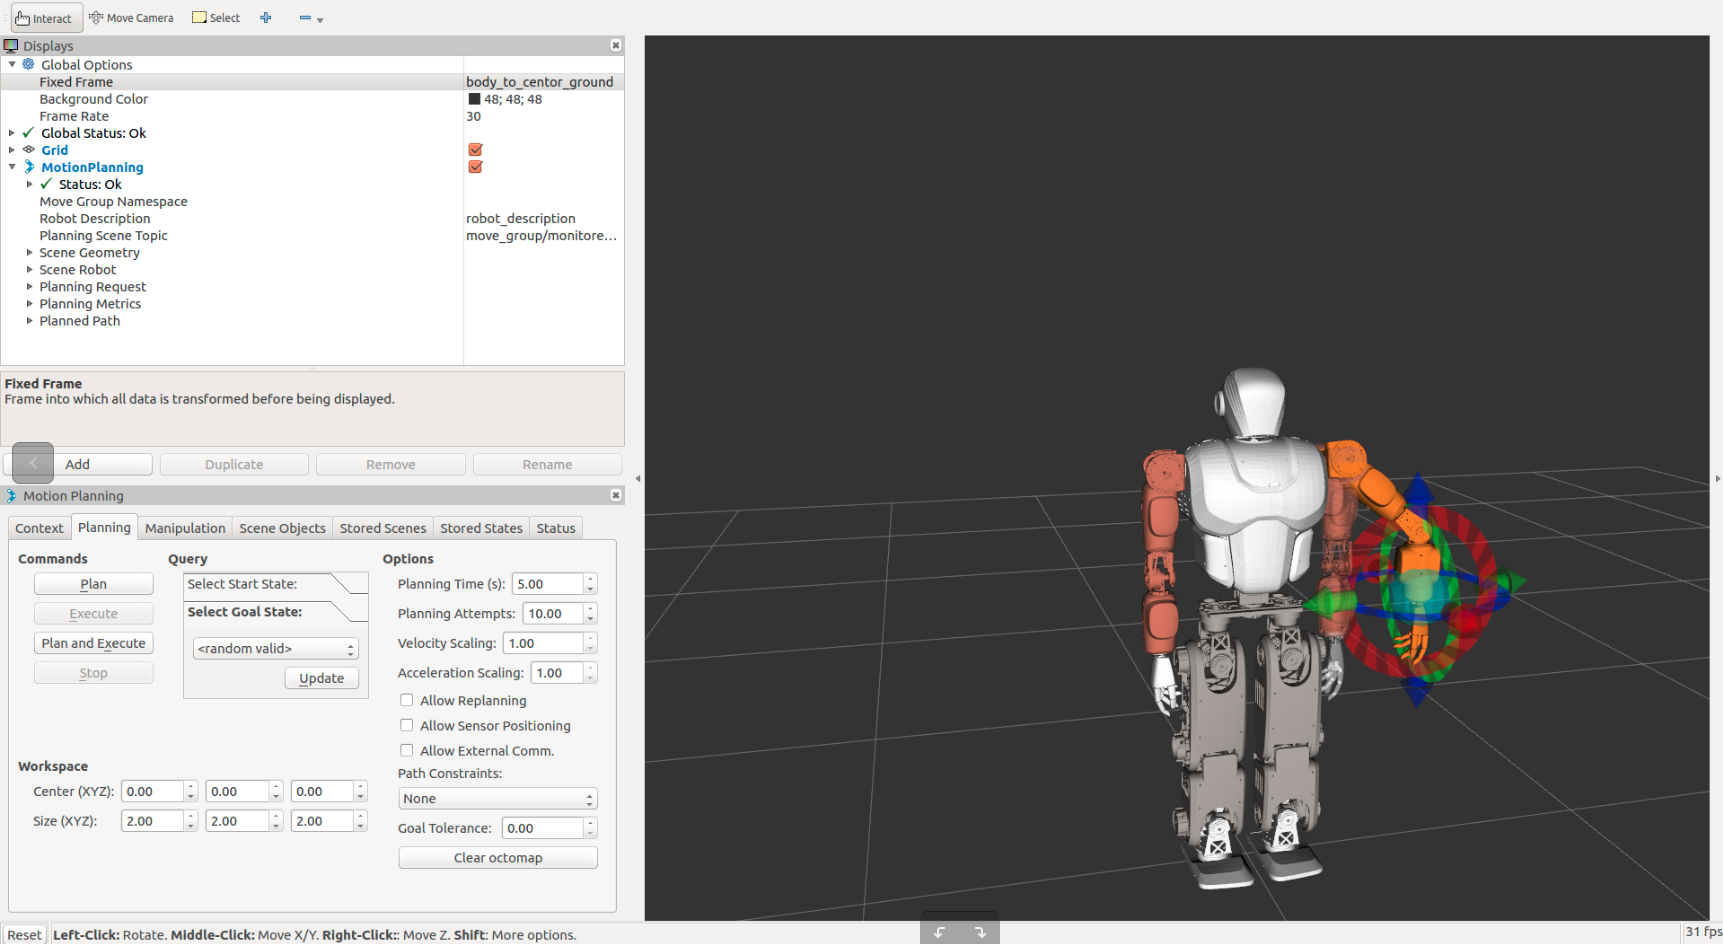 Interact Move Camera Select
Displays
Global Options
Fixed Frame body_to_centor_ground
Background Color 48; 48; 48
Frame Rate 30
Global Status: Ok
Grid
MotionPlanning
Status: Ok
Move Group Namespace
Robot Description robot_description
Planning Scene Topic move_group/monitore...
Scene Geometry
Scene Robot
Planning Request
Planning Metrics
Planned Path
Fixed Frame
Frame into which all data is transformed before being displayed.
Add Duplicate Remove Rename
Motion Planning
Context Planning Manipulation Scene Objects Stored Scenes Stored States Status
Commands Query Options
Plan Select Start State: Planning Time (s): 5.00
Execute Select Goal State: Planning Attempts: 10.00
Plan and Execute <random valid> Velocity Scaling: 1.00
Stop Update Acceleration Scaling: 1.00
Allow Replanning
Allow Sensor Positioning
Allow External Comm.
Workspace Path Constraints:
Center (XYZ): 0.00 0.00 0.00 None
Size (XYZ): 2.00 2.00 2.00 Goal Tolerance: 0.00
Clear octomap
Reset Left-Click: Rotate. Middle-Click: Move X/Y. Right-Click:: Move Z. Shift: More options. 31 fps